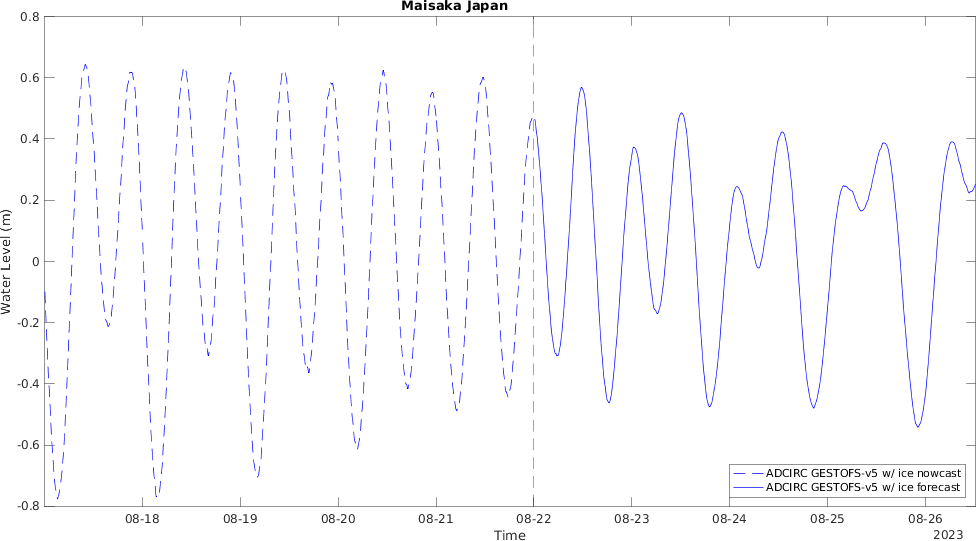 Maisaka Japan
0.8
0.6
0.4
0.2
0
-0.2
-0.4
-0.6
-0.8
Water Level (m)
08-18 08-19 08-20 08-21 08-22 08-23 08-24 08-25 08-26
Time
2023
ADCIRC GESTOFS-v5 w/ ice nowcast
ADCIRC GESTOFS-v5 w/ ice forecast